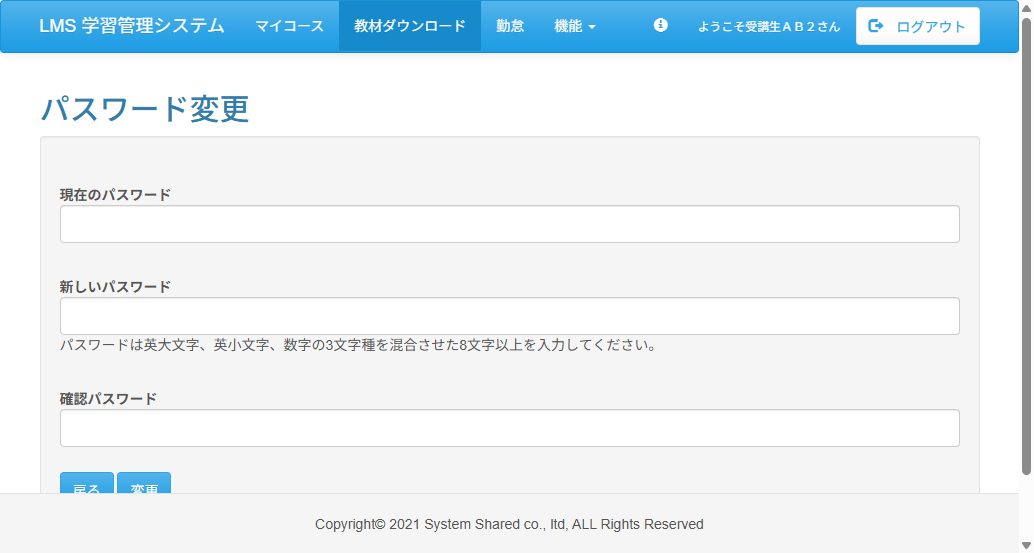 LMS 学習管理システム マイコース 教材ダウンロード 勤怠 機能 ようこそ受講生ＡＢ２さん ログアウト
パスワード変更
現在のパスワード
新しいパスワード
パスワードは英大文字、英小文字、数字の3文字種を混合させた8文字以上を入力してください。
確認パスワード
戻る 変更
Copyright© 2021 System Shared co., ltd, ALL Rights Reserved